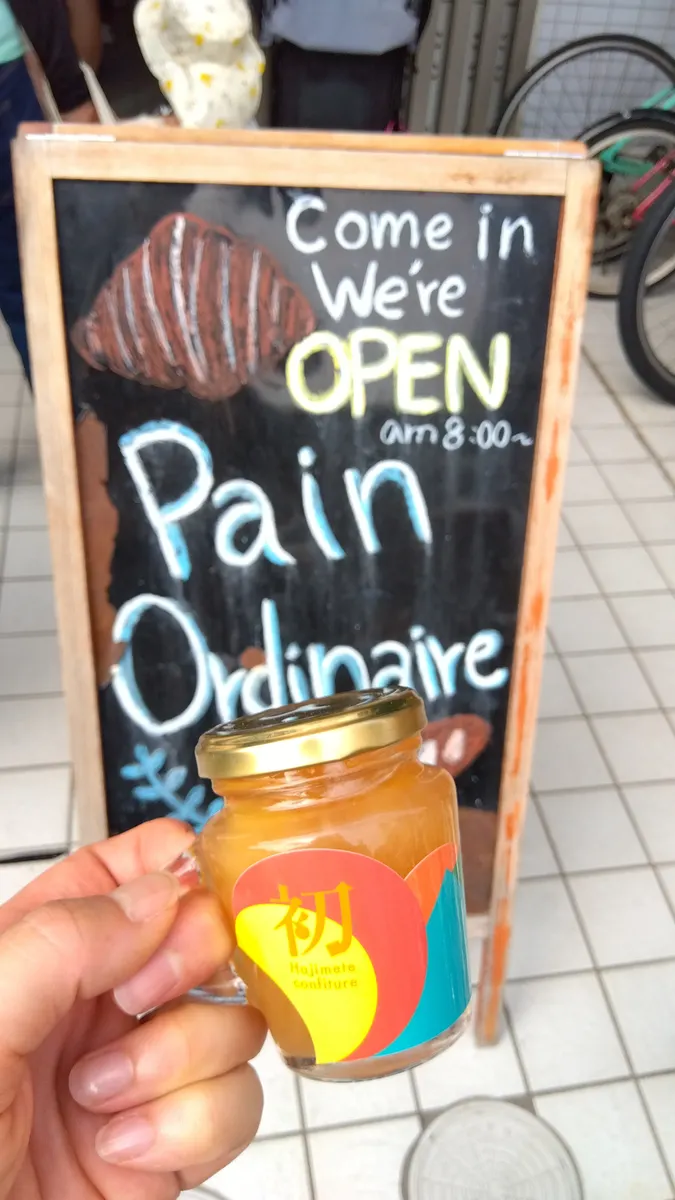 Come in
We're
OPEN
am 8:00~
Pain
Ordinaire
初
Hajimete
confiture